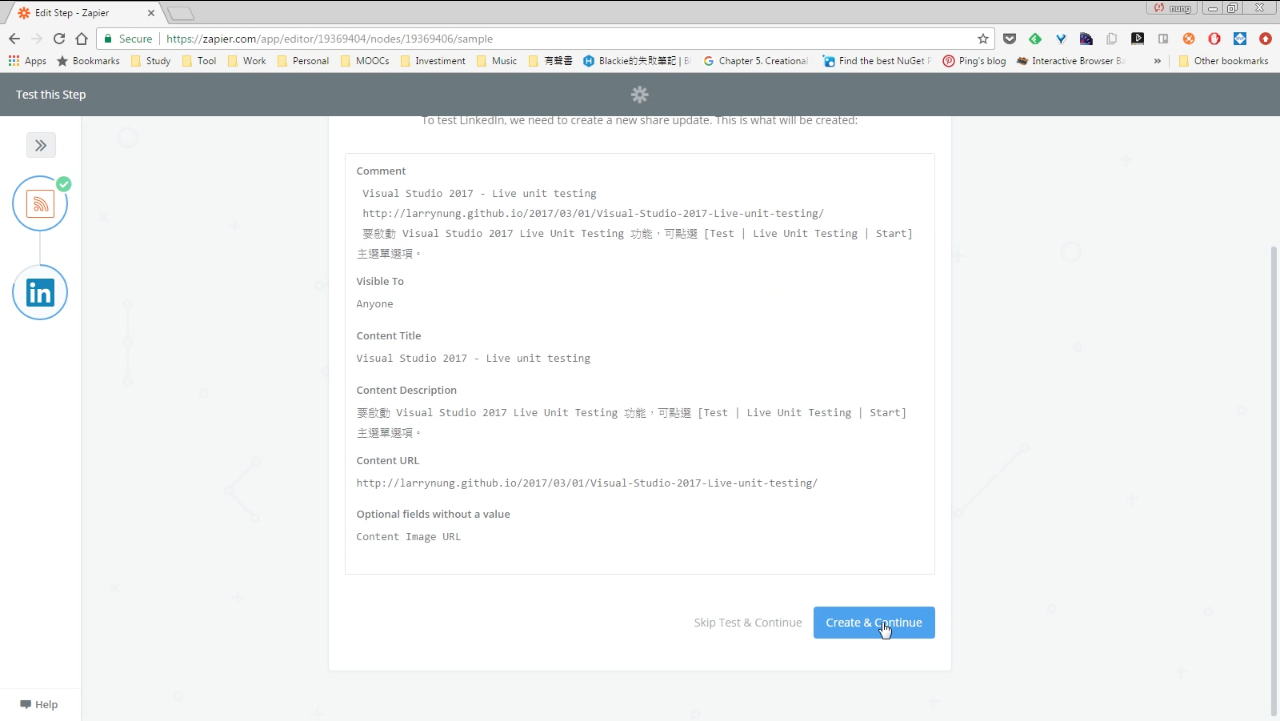 Edit Step - Zapier
nung
Secure
https://zapier.com/app/editor/19369404/nodes/19369406/sample
Apps Bookmarks Study Tool Work Personal MOOCs Investiment Music 有聲書 Blackie的失敗筆記 | B Chapter 5. Creational Find the best NuGet P Ping's blog Interactive Browser Ba » Other bookmarks
Test this Step
To test LinkedIn, we need to create a new share update. This is what will be created:
Comment
Visual Studio 2017 - Live unit testing
http://larrynung.github.io/2017/03/01/Visual-Studio-2017-Live-unit-testing/
要啟動 Visual Studio 2017 Live Unit Testing 功能，可點選 [Test | Live Unit Testing | Start]
主選單選項。
Visible To
Anyone
Content Title
Visual Studio 2017 - Live unit testing
Content Description
要啟動 Visual Studio 2017 Live Unit Testing 功能，可點選 [Test | Live Unit Testing | Start]
主選單選項。
Content URL
http://larrynung.github.io/2017/03/01/Visual-Studio-2017-Live-unit-testing/
Optional fields without a value
Content Image URL
Skip Test & Continue
Create & Continue
in
Help